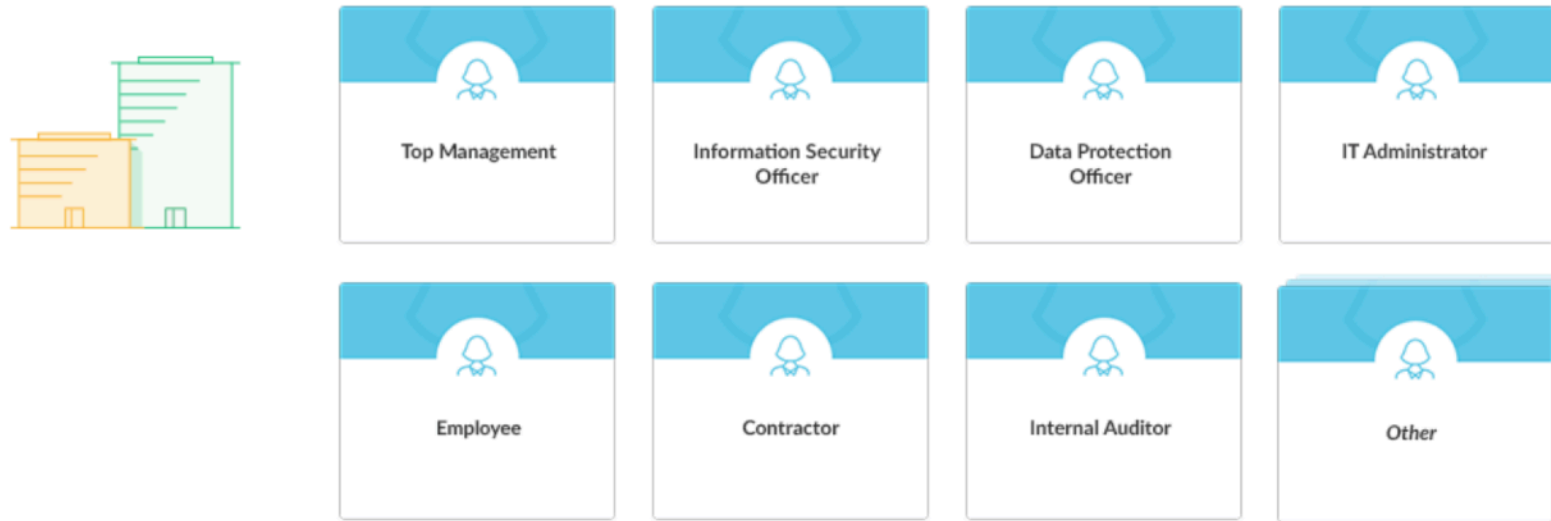 Top Management
Information Security
Officer
Data Protection
Officer
IT Administrator
Employee
Contractor
Internal Auditor
Other